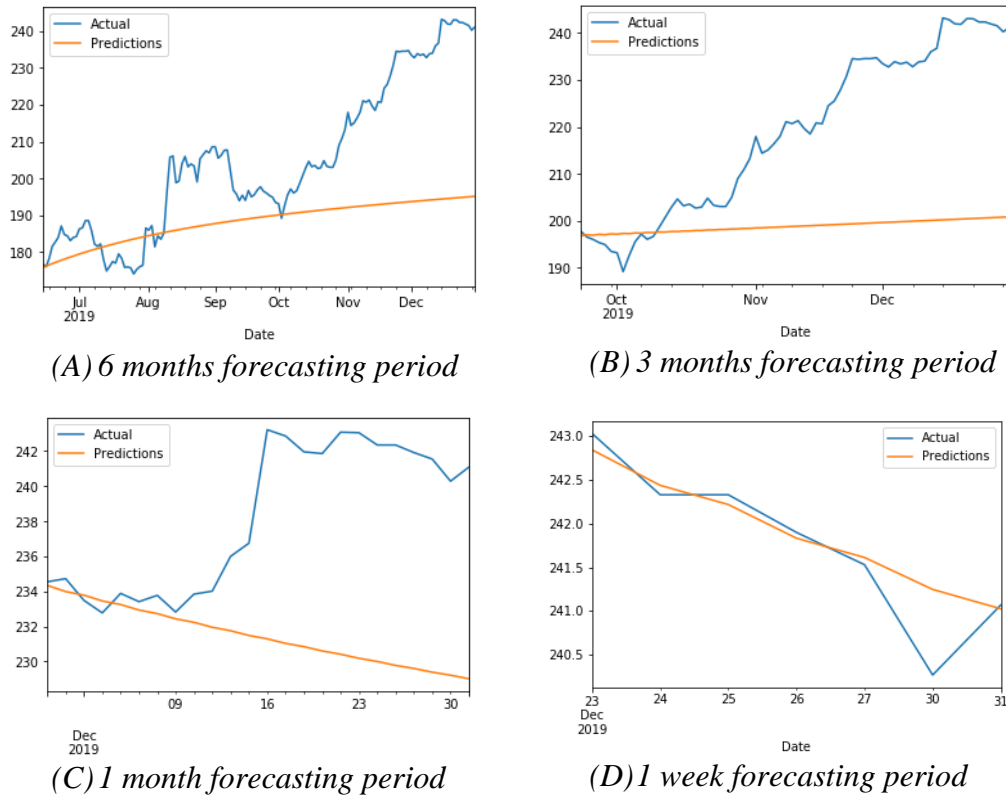 Actual
Predictions
240
230
220
210
200
190
180
Jul
2019
Aug
Sep
Oct
Nov
Dec
Date
(A) 6 months forecasting period
Actual
Predictions
240
230
220
210
200
190
Oct
2019
Nov
Dec
Date
(B) 3 months forecasting period
Actual
Predictions
242
240
238
236
234
232
230
09
16
23
30
Dec
2019
(C) 1 month forecasting period
Actual
Predictions
243.0
242.5
242.0
241.5
241.0
240.5
23
Dec
2019
24
25
26
27
30
31
Date
(D) 1 week forecasting period